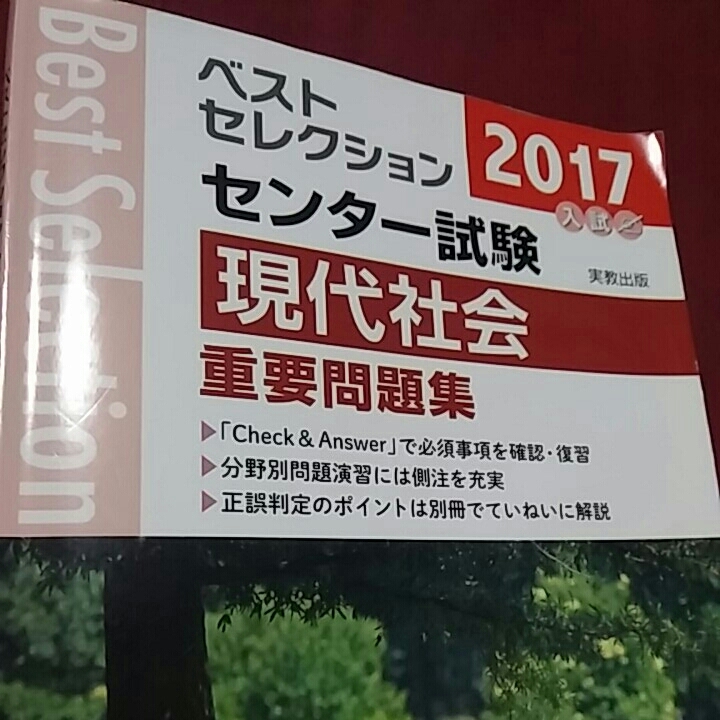 Best Selection
ベスト
セレクション
2017
入試
センター試験
実教出版
現代社会
重要問題集
▶「Check & Answer」で必須事項を確認・復習
▶分野別問題演習には側注を充実
▶正誤判定のポイントは別冊でていねいに解説